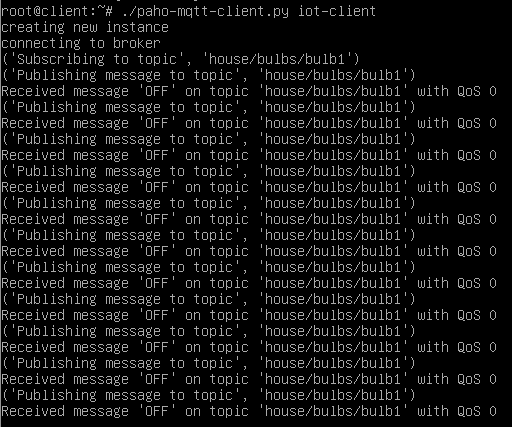 root@client:~# ./paho-mqtt-client.py iot-client
creating new instance
connecting to broker
('Subscribing to topic', 'house/bulbs/bulb1')
('Publishing message to topic', 'house/bulbs/bulb1')
Received message 'OFF' on topic 'house/bulbs/bulb1' with QoS 0
('Publishing message to topic', 'house/bulbs/bulb1')
Received message 'OFF' on topic 'house/bulbs/bulb1' with QoS 0
('Publishing message to topic', 'house/bulbs/bulb1')
Received message 'OFF' on topic 'house/bulbs/bulb1' with QoS 0
('Publishing message to topic', 'house/bulbs/bulb1')
Received message 'OFF' on topic 'house/bulbs/bulb1' with QoS 0
('Publishing message to topic', 'house/bulbs/bulb1')
Received message 'OFF' on topic 'house/bulbs/bulb1' with QoS 0
('Publishing message to topic', 'house/bulbs/bulb1')
Received message 'OFF' on topic 'house/bulbs/bulb1' with QoS 0
('Publishing message to topic', 'house/bulbs/bulb1')
Received message 'OFF' on topic 'house/bulbs/bulb1' with QoS 0
('Publishing message to topic', 'house/bulbs/bulb1')
Received message 'OFF' on topic 'house/bulbs/bulb1' with QoS 0
('Publishing message to topic', 'house/bulbs/bulb1')
Received message 'OFF' on topic 'house/bulbs/bulb1' with QoS 0
('Publishing message to topic', 'house/bulbs/bulb1')
Received message 'OFF' on topic 'house/bulbs/bulb1' with QoS 0
('Publishing message to topic', 'house/bulbs/bulb1')
Received message 'OFF' on topic 'house/bulbs/bulb1' with QoS 0